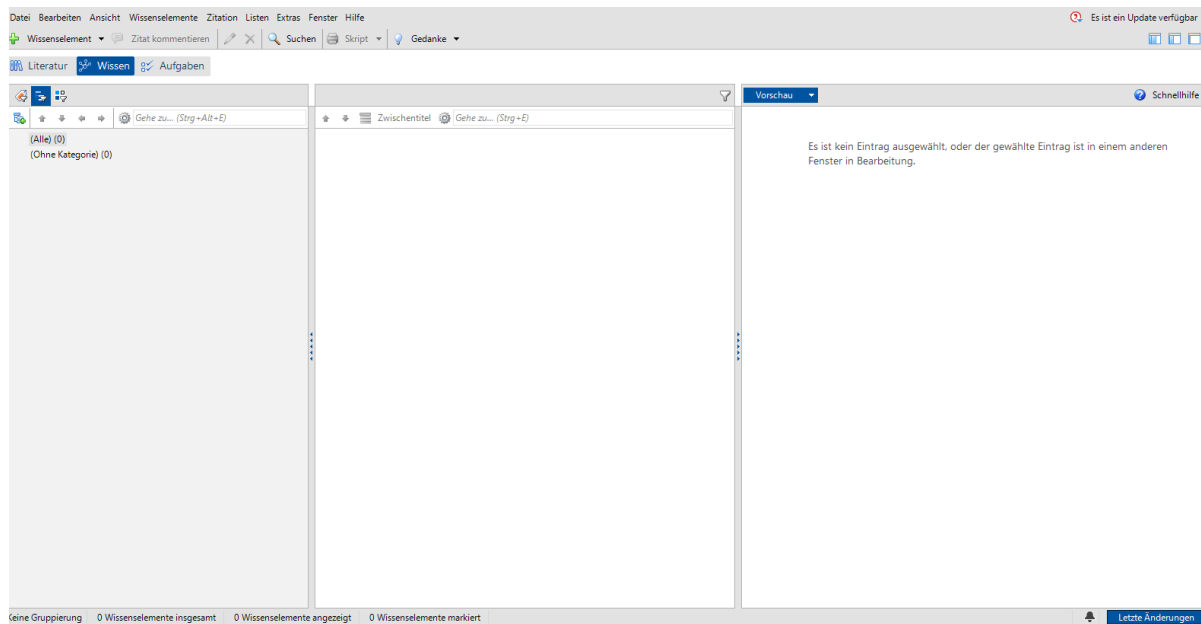 Datei Bearbeiten Ansicht Wissenselemente Zitation Listen Extras Fenster Hilfe
Es ist ein Update verfügbar
Wissenselement Zitat kommentieren Suchen Skript Gedanke
Literatur Wissen Aufgaben
Vorschau
Schnellhilfe
Gehe zu... (Strg+Alt+E)
Zwischentitel Gehe zu... (Strg+E)
(Alle) (0)
(Ohne Kategorie) (0)
Es ist kein Eintrag ausgewählt, oder der gewählte Eintrag ist in einem anderen
Fenster in Bearbeitung.
Keine Gruppierung 0 Wissenselemente insgesamt 0 Wissenselemente angezeigt 0 Wissenselemente markiert
Letzte Änderungen